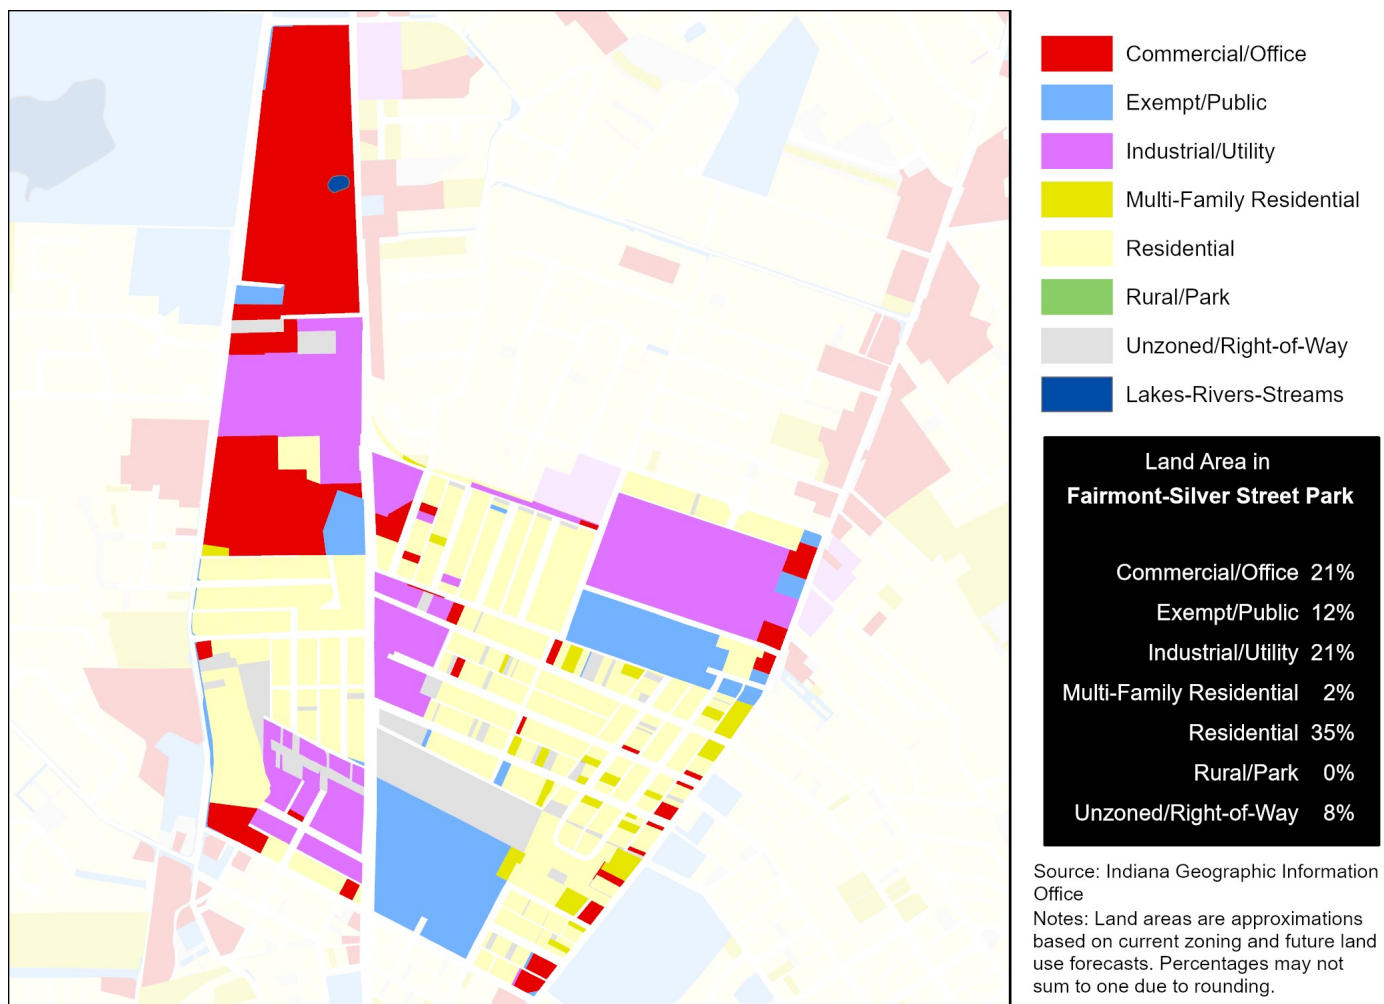 Commercial/Office
Exempt/Public
Industrial/Utility
Multi-Family Residential
Residential
Rural/Park
Unzoned/Right-of-Way
Lakes-Rivers-Streams
Land Area in
Fairmont-Silver Street Park
Commercial/Office 21%
Exempt/Public 12%
Industrial/Utility 21%
Multi-Family Residential 2%
Residential 35%
Rural/Park 0%
Unzoned/Right-of-Way 8%
Source: Indiana Geographic Information
Office
Notes: Land areas are approximations
based on current zoning and future land
use forecasts. Percentages may not
sum to one due to rounding.